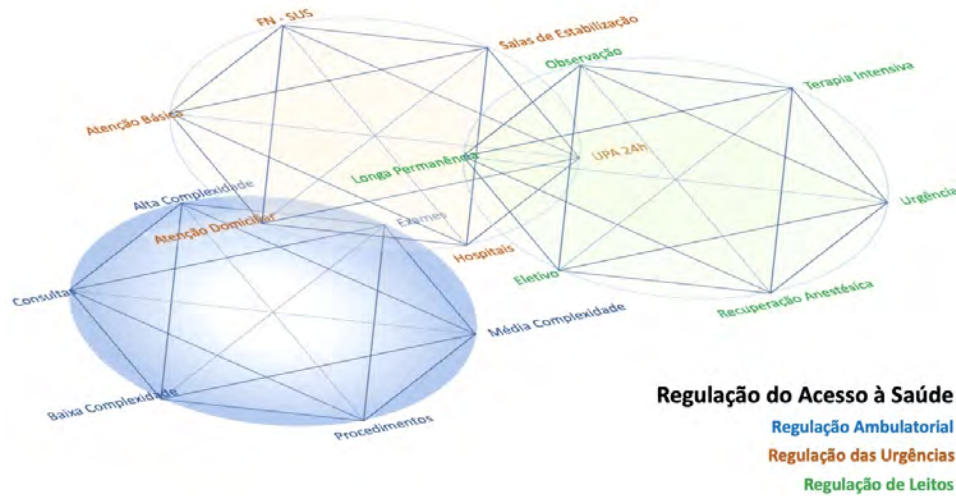 FN - SUS
Salas de Estabilização
Observação
Terapia Intensiva
Atenção Básica
UPA 24h
Longa Permanência
Alta Complexidade
Urgência
Atenção Domiciliar
Exames
Hospitais
Eletivo
Consultas
Recuperação Anestésica
Média Complexidade
Baixa Complexidade
Procedimentos
Regulação do Acesso à Saúde
Regulação Ambulatorial
Regulação das Urgências
Regulação de Leitos